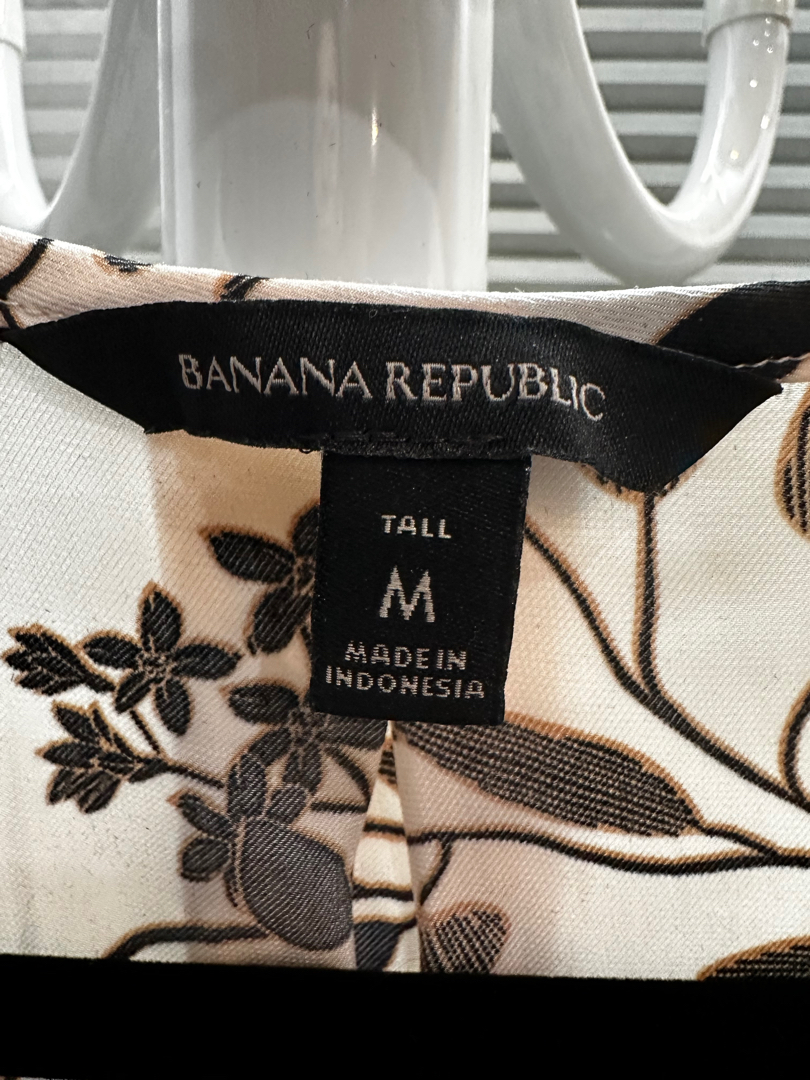 BANANA REPUBLIC
TALL
M
MADE IN
INDONESIA